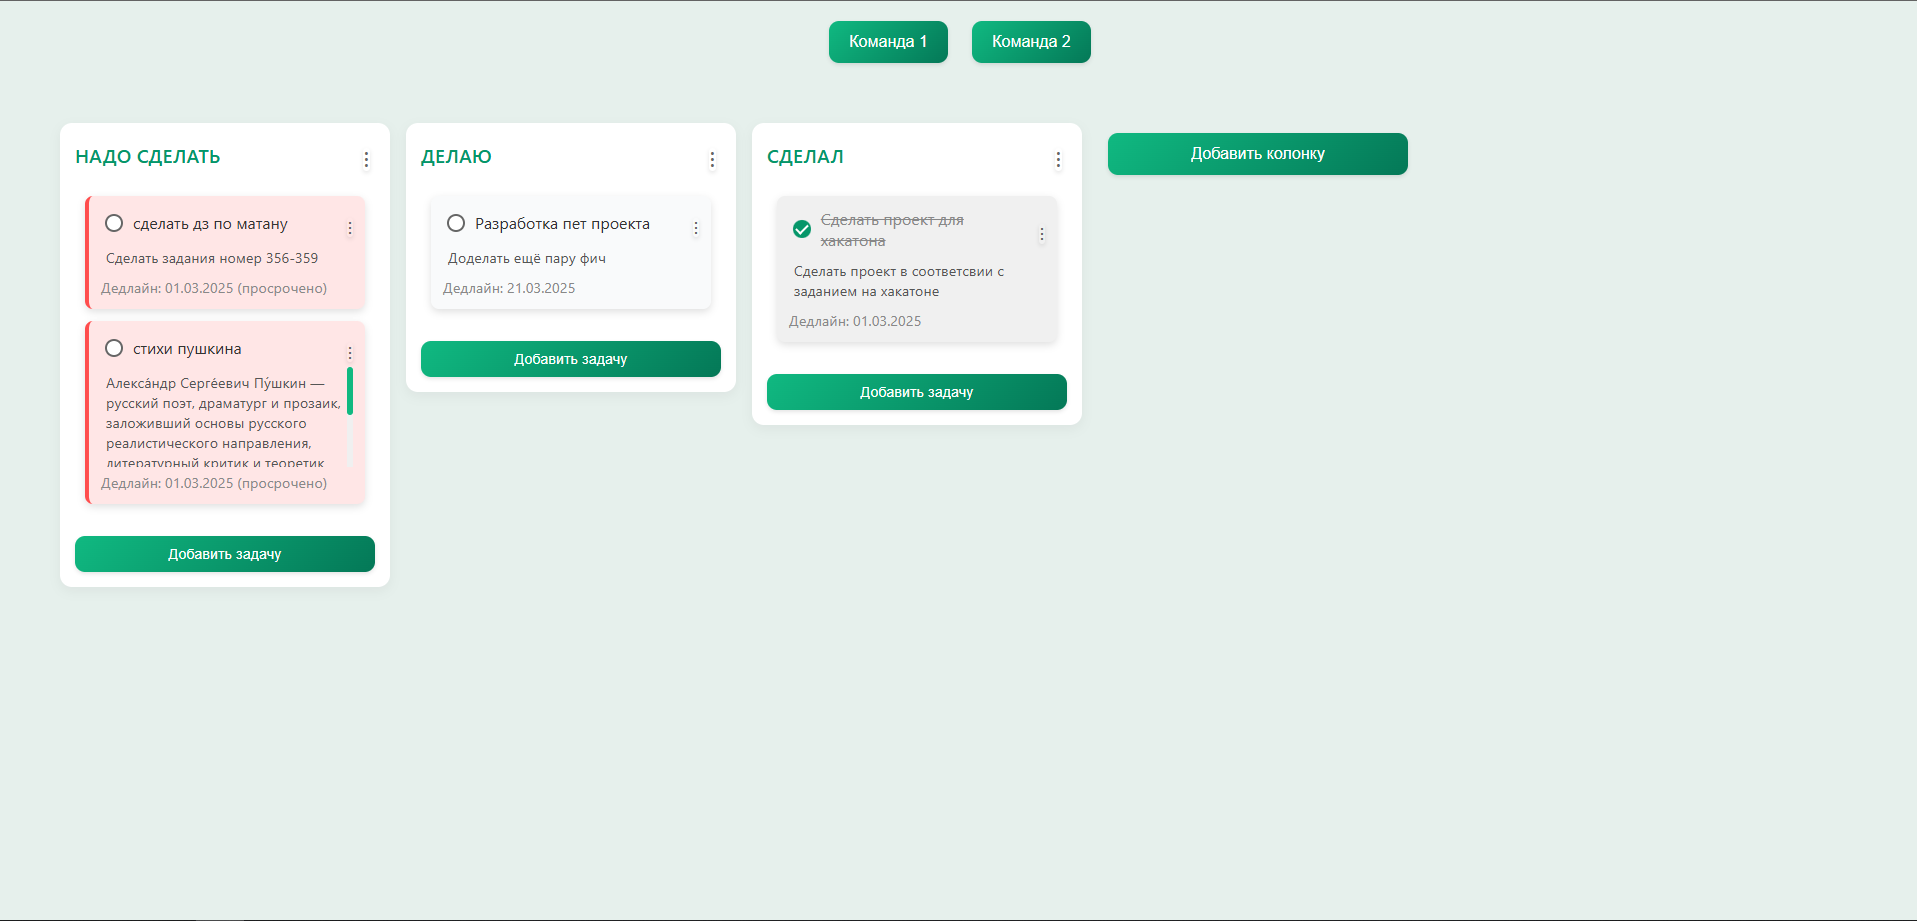 Команда 1
Команда 2
НАДО СДЕЛАТЬ
сделать дз по матану
Сделать задания номер 356-359
Дедлайн: 01.03.2025 (просрочено)
стихи пушкина
Алекса́ндр Серге́евич Пу́шкин —
русский поэт, драматург и прозаик,
заложивший основы русского
реалистического направления,
литературный критик и теоретик
Дедлайн: 01.03.2025 (просрочено)
Добавить задачу
ДЕЛАЮ
Разработка пет проекта
Доделать ещё пару фич
Дедлайн: 21.03.2025
Добавить задачу
СДЕЛАЛ
Сделать проект для
хакатона
Сделать проект в соответсвии с
заданием на хакатоне
Дедлайн: 01.03.2025
Добавить задачу
Добавить колонку